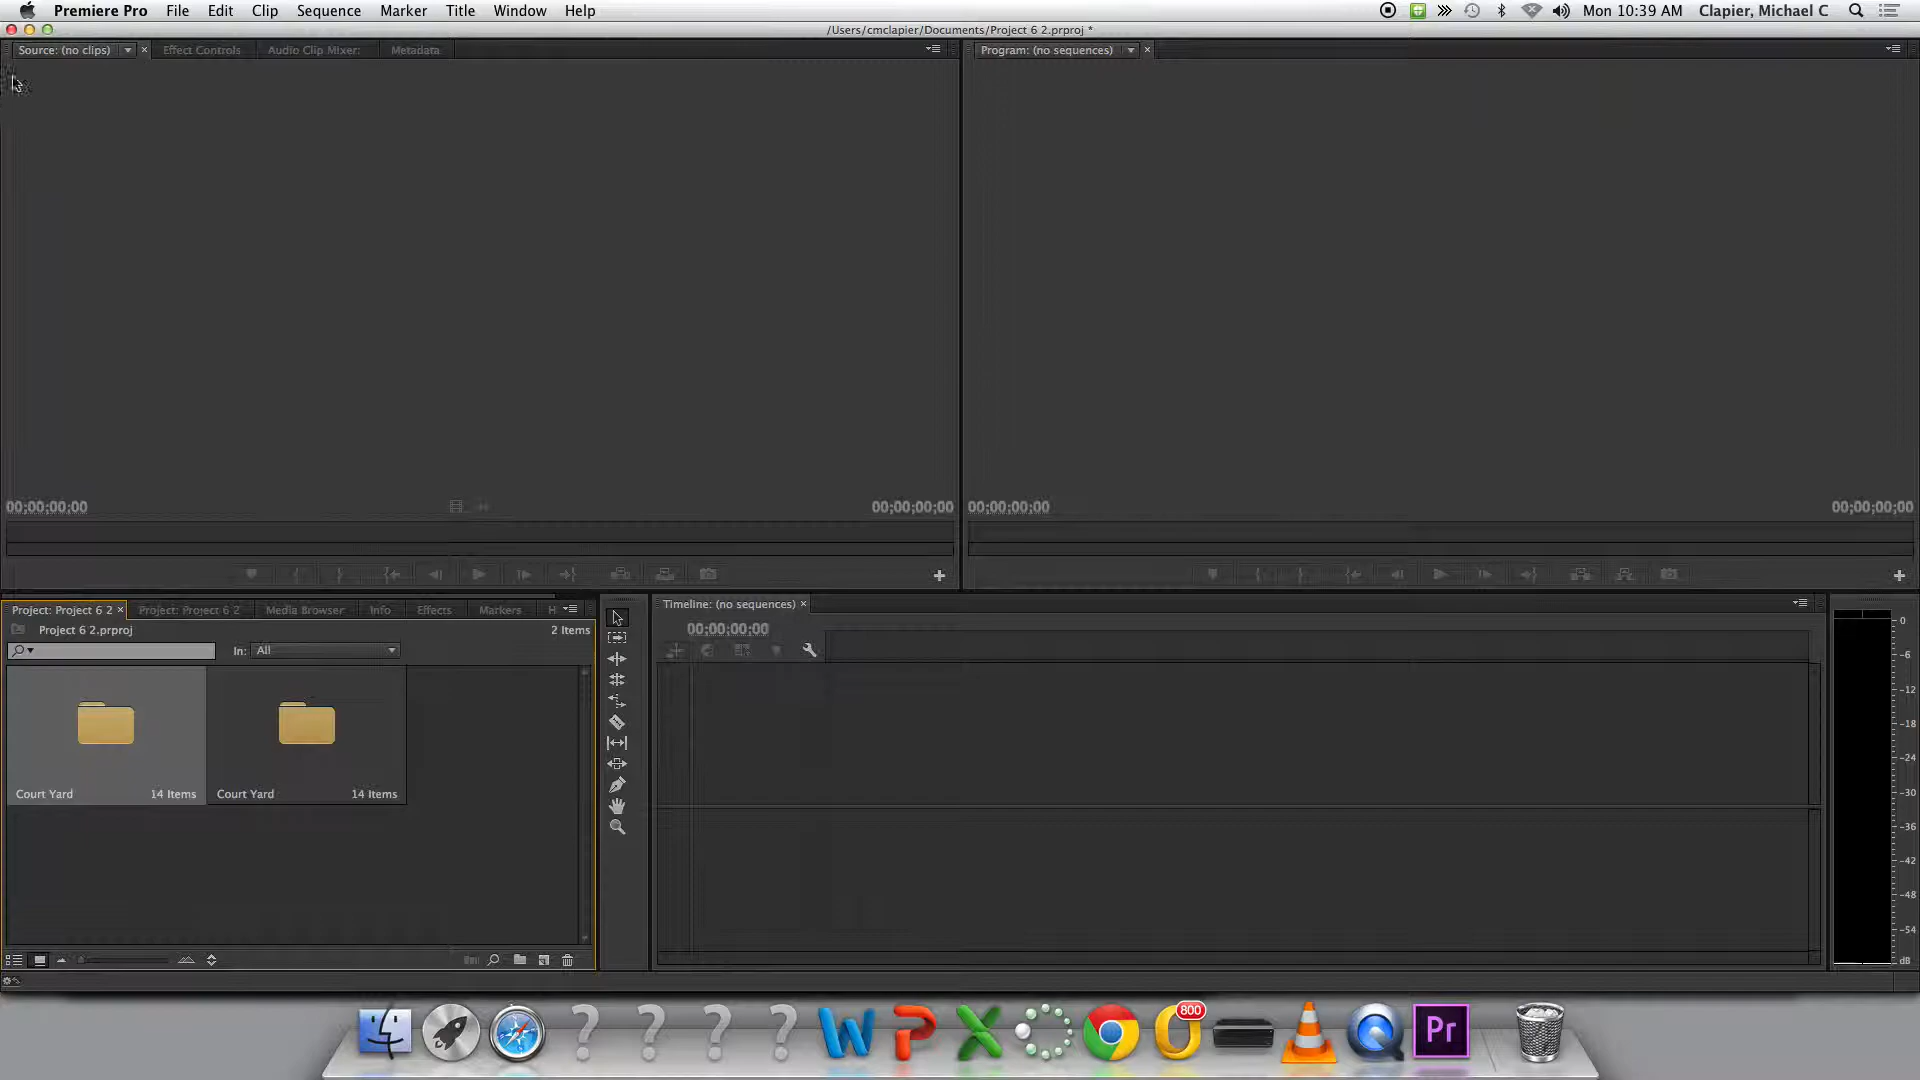 Premiere Pro File Edit Clip Sequence Marker Title Window Help Mon 10:39 AM Clapier, Michael C
/Users/cmclapier/Documents/Project 6 2.prproj *
Source: (no clips) Effect Controls Audio Clip Mixer: Metadata Program: (no sequences)
00;00;00;00 00;00;00;00 00;00;00;00 00;00;00;00
Project: Project 6 2 Project: Project 6 2 Media Browser Info Effects Markers H
Timeline: (no sequences)
Project 6 2.prproj 2 Items
00;00;00;00
In: All
Court Yard 14 Items Court Yard 14 Items
0
-6
-12
-18
-24
-30
-36
-42
-48
-54
dB
800
W P X Pr